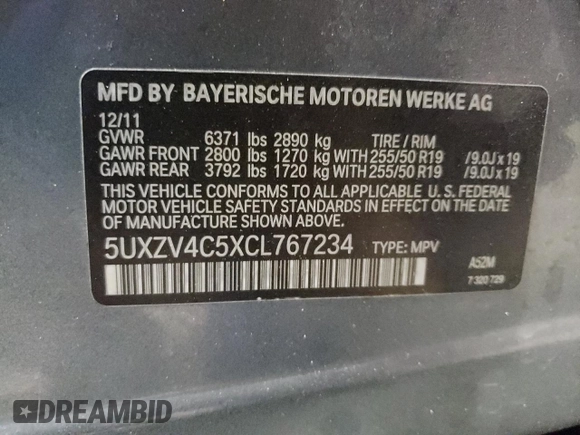 MFD BY BAYERISCHE MOTOREN WERKE AG
12/11
GVWR 6371 lbs 2890 kg TIRE / RIM
GAWR FRONT 2800 lbs 1270 kg WITH 255/50 R19 /9.0J x 19
GAWR REAR 3792 lbs 1720 kg WITH 255/50 R19 /9.0J x 19
THIS VEHICLE CONFORMS TO ALL APPLICABLE U. S. FEDERAL
MOTOR VEHICLE SAFETY STANDARDS IN EFFECT ON THE DATE
OF MANUFACTURE SHOWN ABOVE.
5UXZV4C5XCL767234 TYPE: MPV
A5ZM
7 320 729
DREAMBID